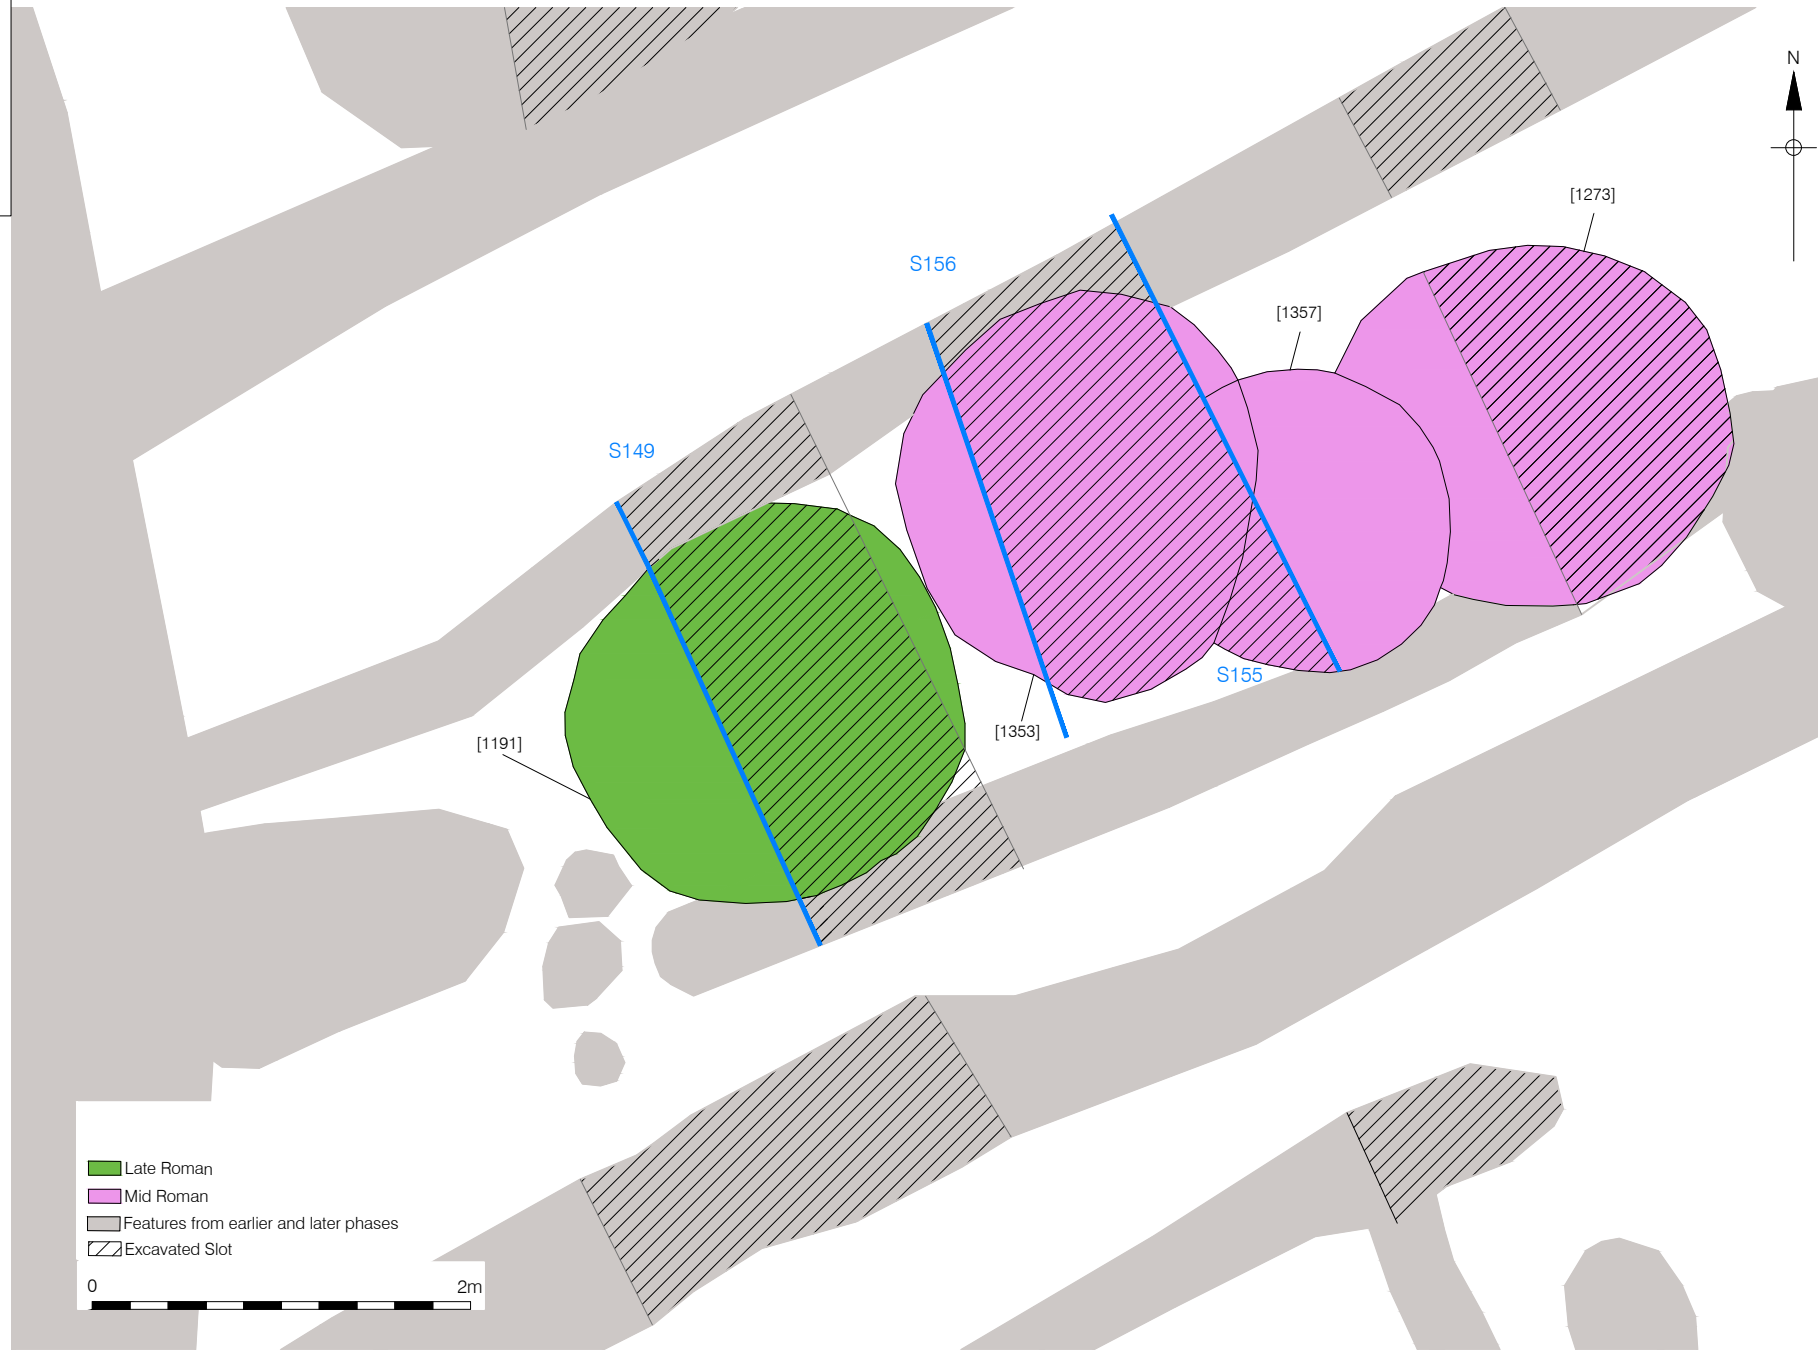 N
[1273]
S156
[1357]
S149
S155
[1353]
[1191]
Late Roman
Mid Roman
Features from earlier and later phases
Excavated Slot
0 2m